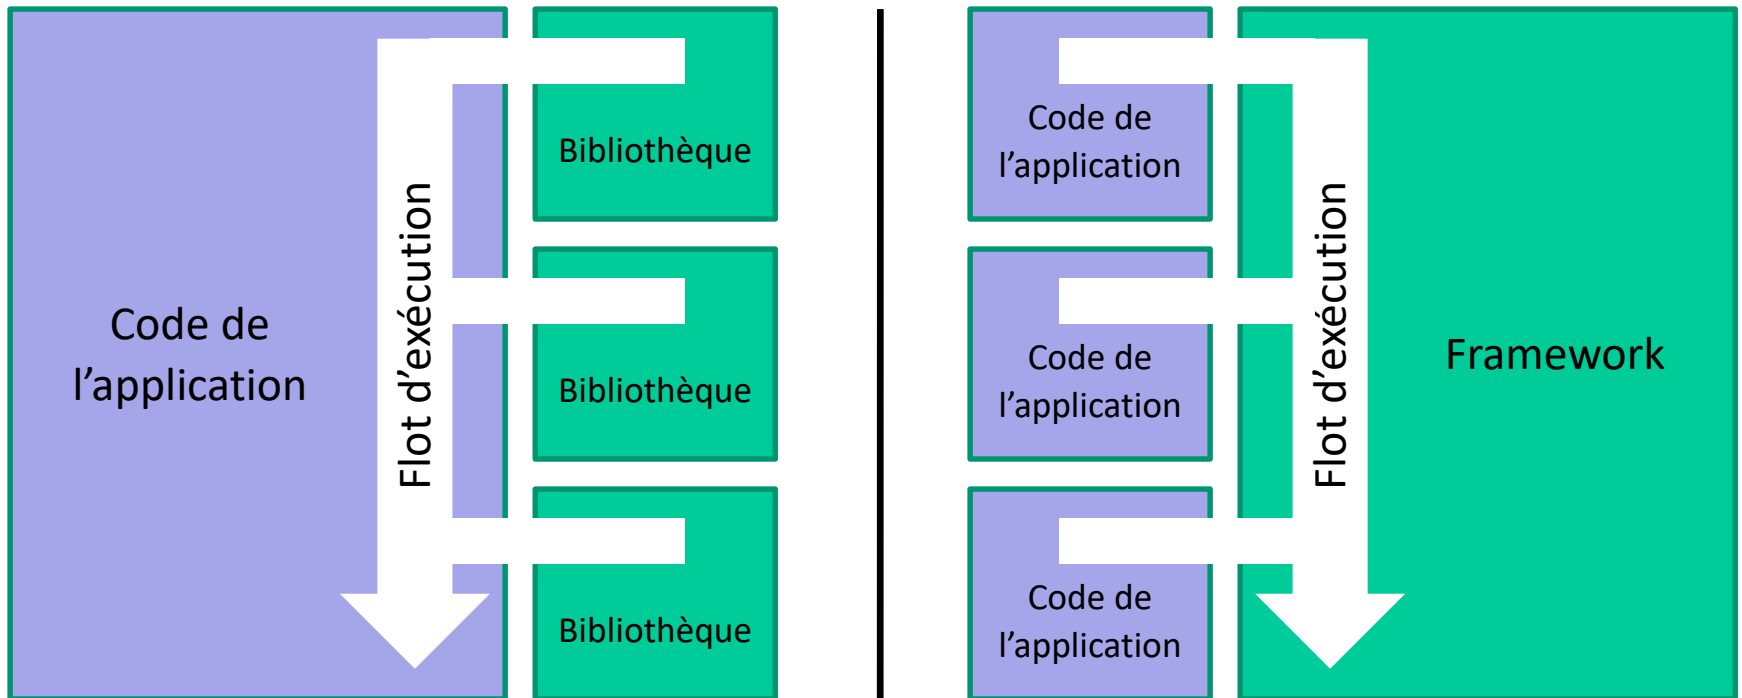 Code de
l’application
Flot d’exécution
Bibliothèque
Bibliothèque
Bibliothèque
Code de
l’application
Code de
l’application
Code de
l’application
Flot d’exécution
Framework